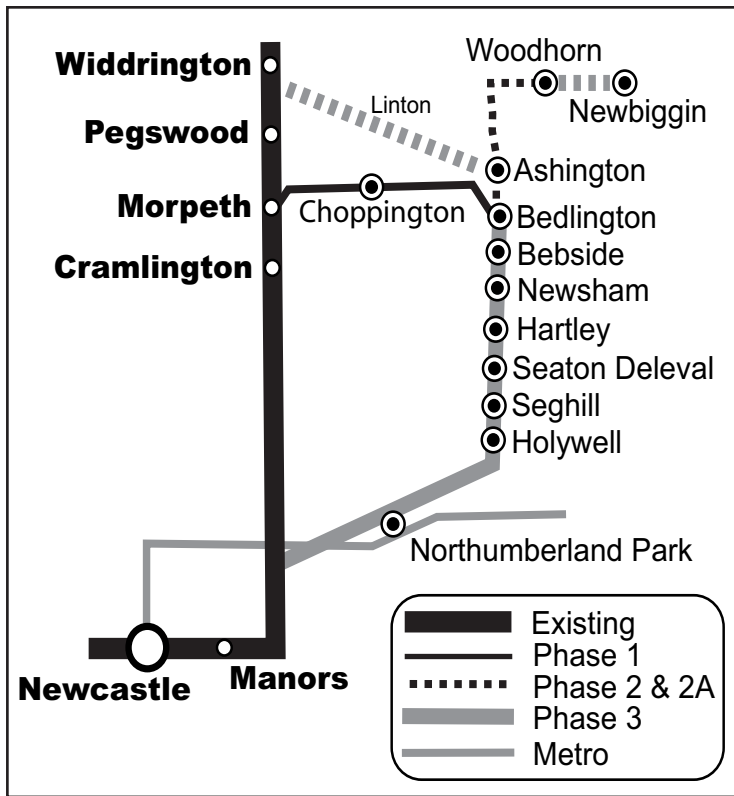 Woodhorn
Widdrington
Linton
Newbiggin
Pegswood
Ashington
Morpeth
Choppington
Bedlington
Bebside
Cramlington
Newsham
Hartley
Seaton Deleval
Seghill
Holywell
Northumberland Park
Existing
Phase 1
Phase 2 & 2A
Phase 3
Metro
Newcastle
Manors